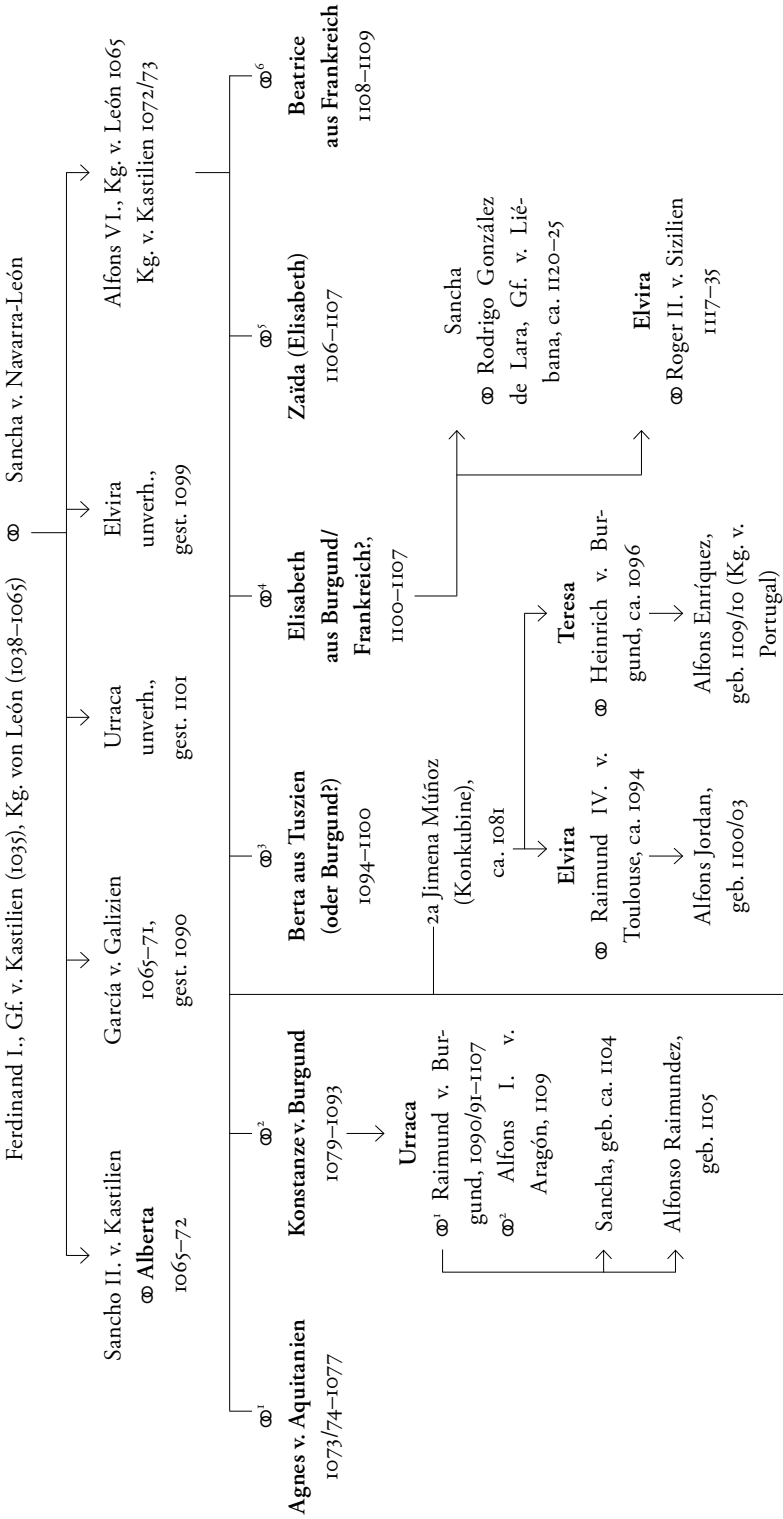 Ferdinand I., Gf. v. Kastilien (1035), Kg. von León (1038–1065) ⚭ Sancha v. Navarra-León
Sancho II. v. Kastilien
⚭ Alberta
1065–72
García v. Galizien
1065–71,
gest. 1090
Urraca
unverh.,
gest. 1101
Elvira
unverh.,
gest. 1099
Alfons VI., Kg. v. León 1065
Kg. v. Kastilien 1072/73
⚭1
Agnes v. Aquitanien
1073/74–1077
⚭2
Konstanze v. Burgund
1079–1093
Urraca
⚭1 Raimund v. Bur-
gund, 1090/91–1107
⚭2 Alfons I. v.
Aragón, 1109
Sancha, geb. ca. 1104
Alfonso Raimundez,
geb. 1105
⚭3
Berta aus Tuszien
(oder Burgund?)
1094–1100
2a Jimena Múñoz
(Konkubine),
ca. 1081
Elvira
⚭ Raimund IV. v.
Toulouse, ca. 1094
Alfons Jordan,
geb. 1100/03
Teresa
⚭ Heinrich v. Bur-
gund, ca. 1096
Alfons Enríquez,
geb. 1109/10 (Kg. v.
Portugal)
⚭4
Elisabeth
aus Burgund/
Frankreich?,
1100–1107
Sancha
⚭ Rodrigo González
de Lara, Gf. v. Lié-
bana, ca. 1120–25
Elvira
⚭ Roger II. v. Sizilien
1117–35
⚭5
Zaïda (Elisabeth)
1106–1107
⚭6
Beatrice
aus Frankreich
1108–1109